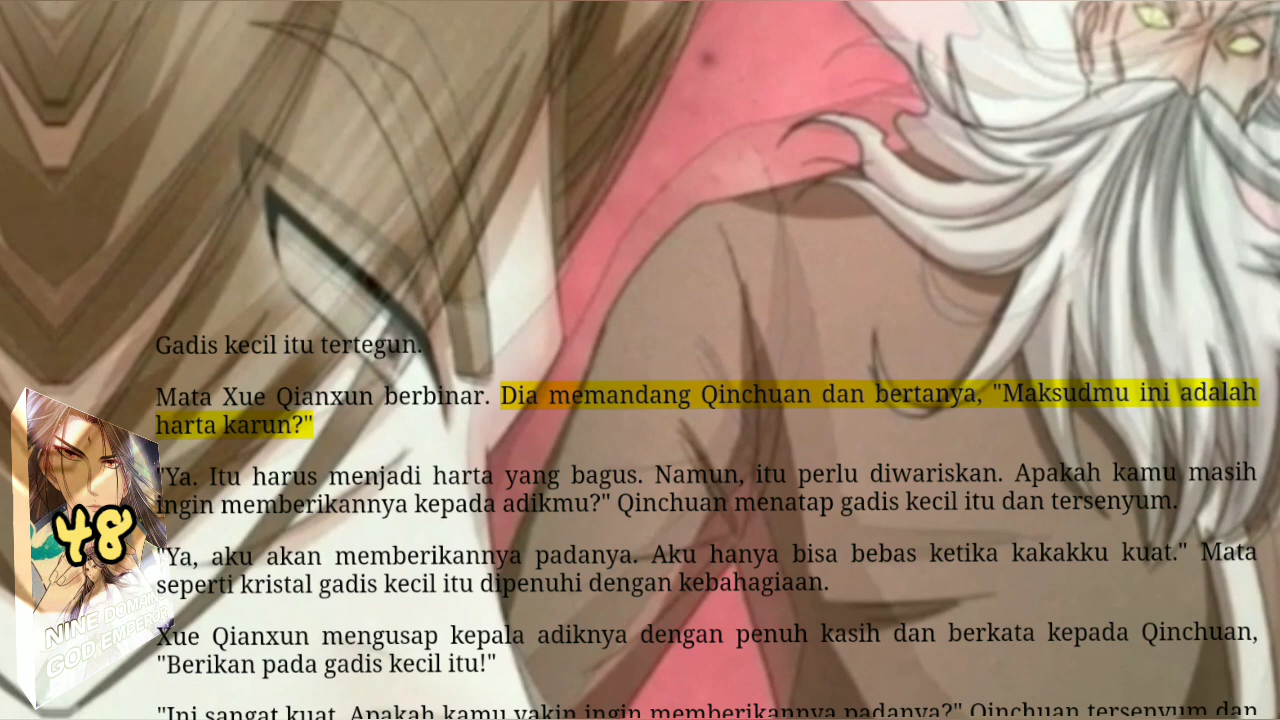 Gadis kecil itu tertegun.
Mata Xue Qianxun berbinar. Dia memandang Qinchuan dan bertanya, "Maksudmu ini adalah
harta karun?"
"Ya. Itu harus menjadi harta yang bagus. Namun, itu perlu diwariskan. Apakah kamu masih
ingin memberikannya kepada adikmu?" Qinchuan menatap gadis kecil itu dan tersenyum.
"Ya, aku akan memberikannya padanya. Aku hanya bisa bebas ketika kakakku kuat." Mata
seperti kristal gadis kecil itu dipenuhi dengan kebahagiaan.
Xue Qianxun mengusap kepala adiknya dengan penuh kasih dan berkata kepada Qinchuan,
"Berikan pada gadis kecil itu!"
"Ini sangat kuat. Apakah kamu yakin ingin memberikannya padanya?" Qinchuan tersenyum dan
48
NINE DOMAIN
GOD EMPEROR